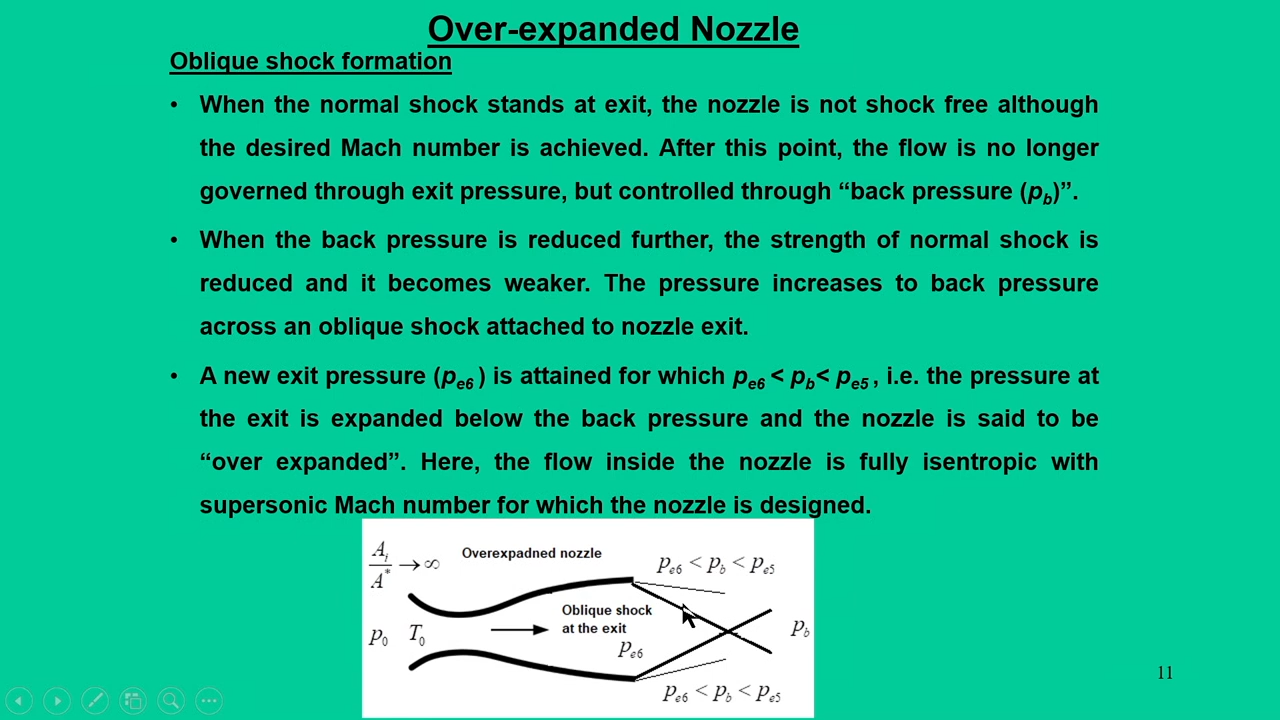 Over-expanded Nozzle
Oblique shock formation
• When the normal shock stands at exit, the nozzle is not shock free although
the desired Mach number is achieved. After this point, the flow is no longer
governed through exit pressure, but controlled through “back pressure (p_b)”.
• When the back pressure is reduced further, the strength of normal shock is
reduced and it becomes weaker. The pressure increases to back pressure
across an oblique shock attached to nozzle exit.
• A new exit pressure (p_e6 ) is attained for which p_e6 < p_b< p_e5 , i.e. the pressure at
the exit is expanded below the back pressure and the nozzle is said to be
“over expanded”. Here, the flow inside the nozzle is fully isentropic with
supersonic Mach number for which the nozzle is designed.
A_i / A^* → ∞
Overexpadned nozzle
p_e6 < p_b < p_e5
Oblique shock
at the exit
p_0 T_0
p_e6
p_b
p_e6 < p_b < p_e5
11